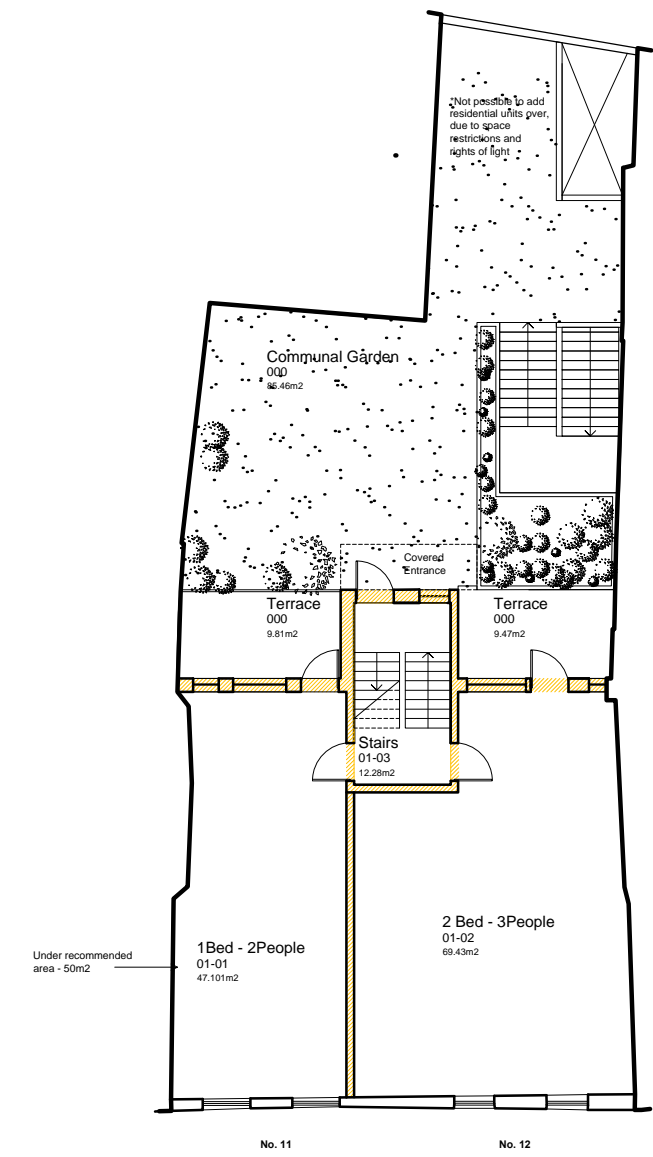 *Not possible to add
residential units over,
due to space
restrictions and
rights of light
Communal Garden
000
85.46m2
Covered
Entrance
Terrace
000
9.81m2
Terrace
000
9.47m2
Stairs
01-03
12.28m2
2 Bed - 3People
01-02
69.43m2
1Bed - 2People
01-01
47.101m2
Under recommended
area - 50m2
No. 11
No. 12